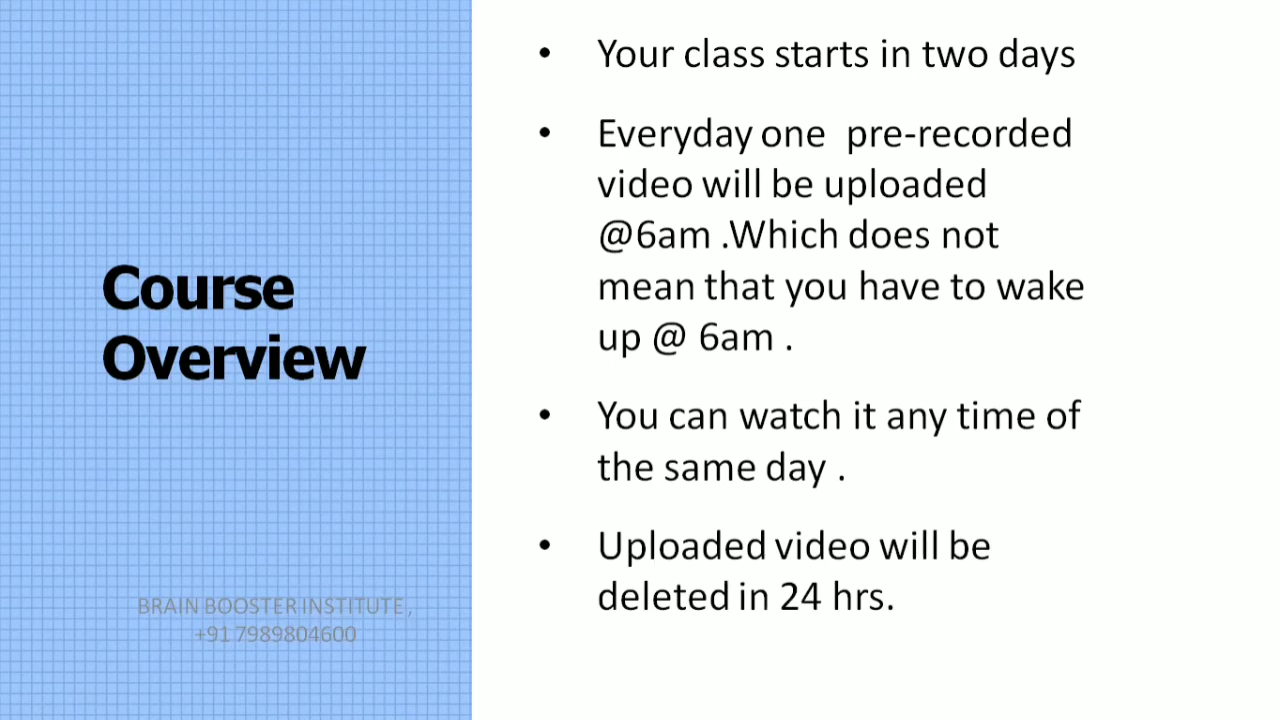 Course
Overview
BRAIN BOOSTER INSTITUTE ,
+91 7989804600
• Your class starts in two days
• Everyday one  pre-recorded
video will be uploaded
@6am .Which does not
mean that you have to wake
up @ 6am .
• You can watch it any time of
the same day .
• Uploaded video will be
deleted in 24 hrs.